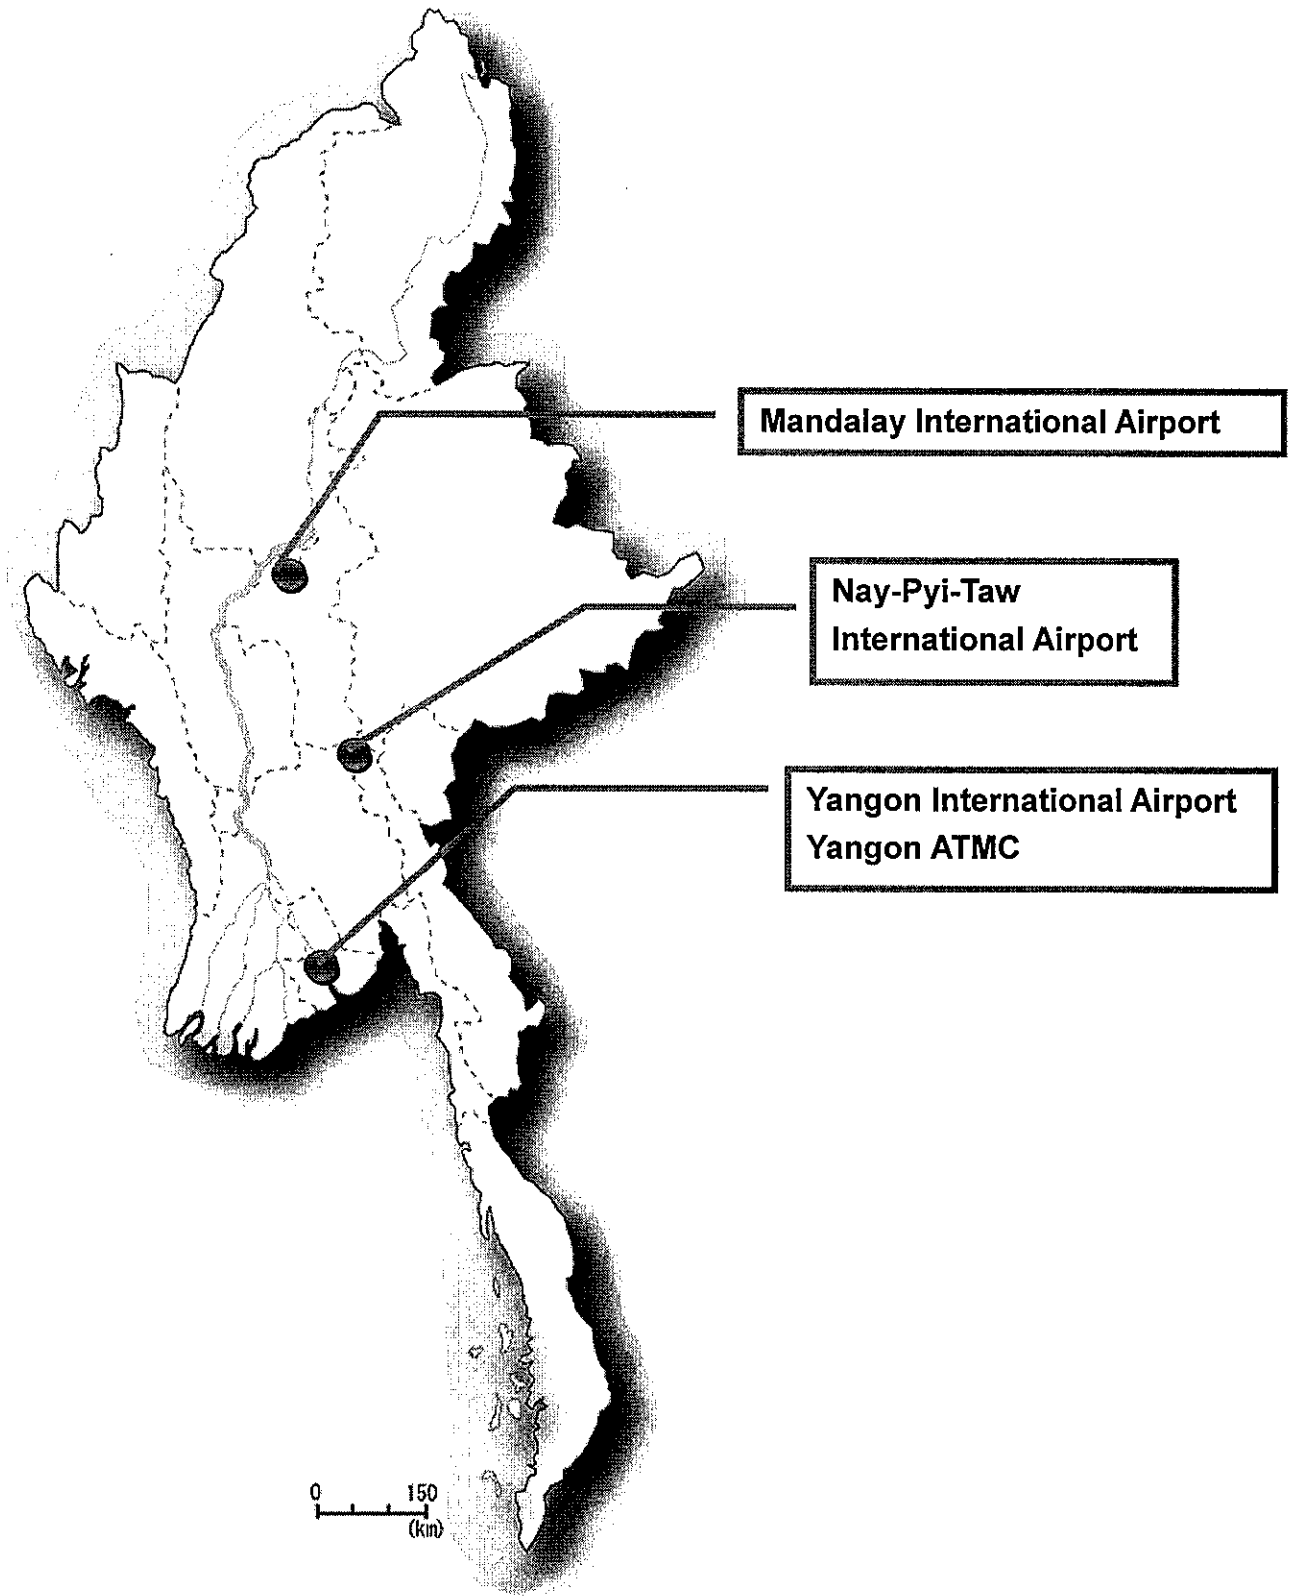 Mandalay International Airport
Nay-Pyi-Taw
International Airport
Yangon International Airport
Yangon ATMC
0 150
(km)